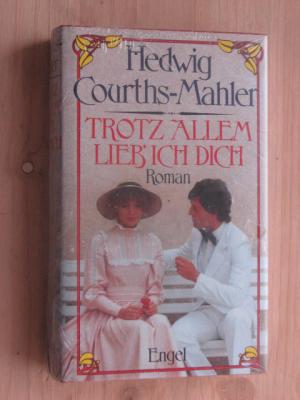 Hedwig
Courths-Mahler
TROTZ ALLEM
LIEB' ICH DICH
Roman
Engel